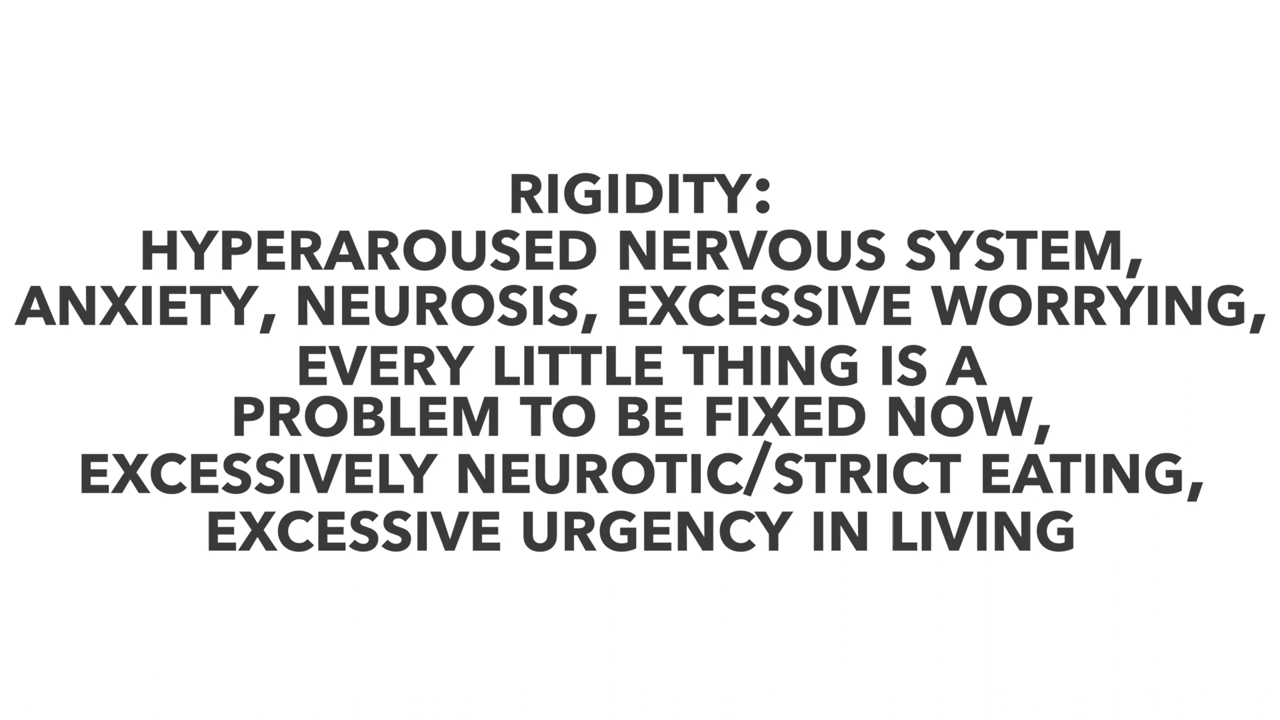 RIGIDITY:
HYPERAROUSED NERVOUS SYSTEM,
ANXIETY, NEUROSIS, EXCESSIVE WORRYING,
EVERY LITTLE THING IS A
PROBLEM TO BE FIXED NOW,
EXCESSIVELY NEUROTIC/STRICT EATING,
EXCESSIVE URGENCY IN LIVING